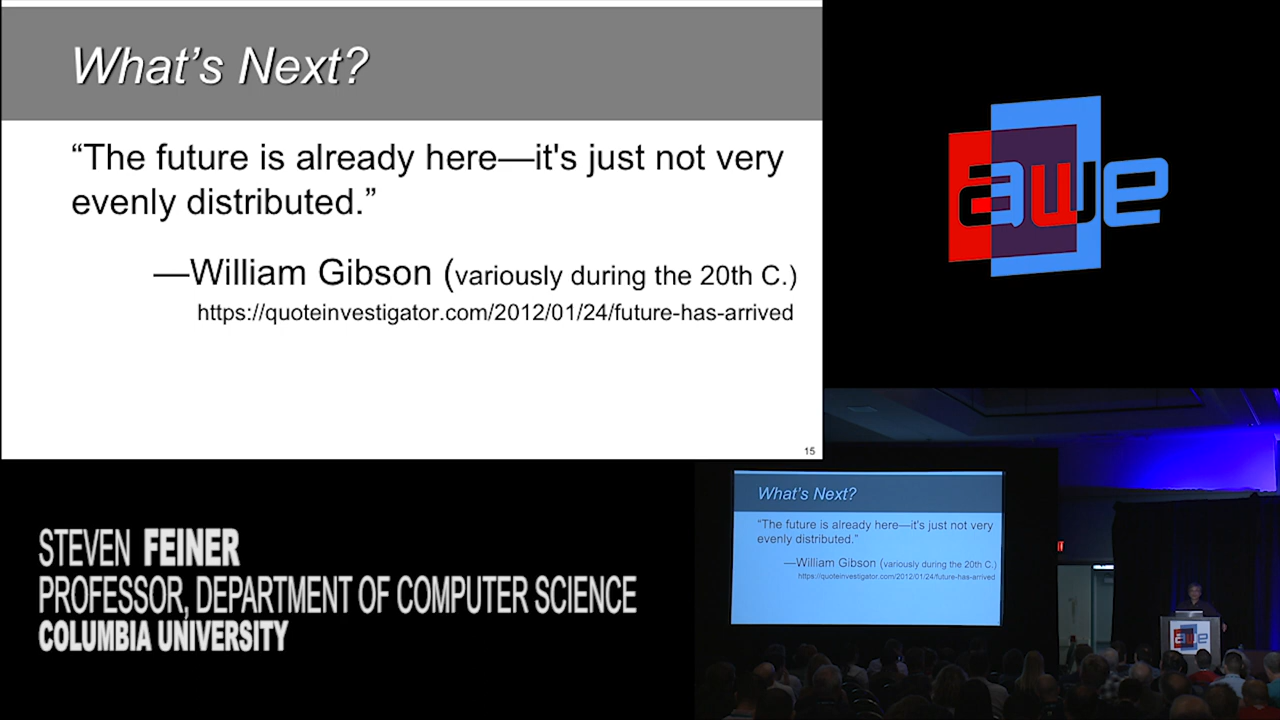 What's Next?
“The future is already here—it's just not very
evenly distributed.”
—William Gibson (variously during the 20th C.)
https://quoteinvestigator.com/2012/01/24/future-has-arrived
15
awe
STEVEN FEINER
PROFESSOR, DEPARTMENT OF COMPUTER SCIENCE
COLUMBIA UNIVERSITY
What's Next?
“The future is already here—it's just not very
evenly distributed.”
—William Gibson (variously during the 20th C.)
https://quoteinvestigator.com/2012/01/24/future-has-arrived
awe